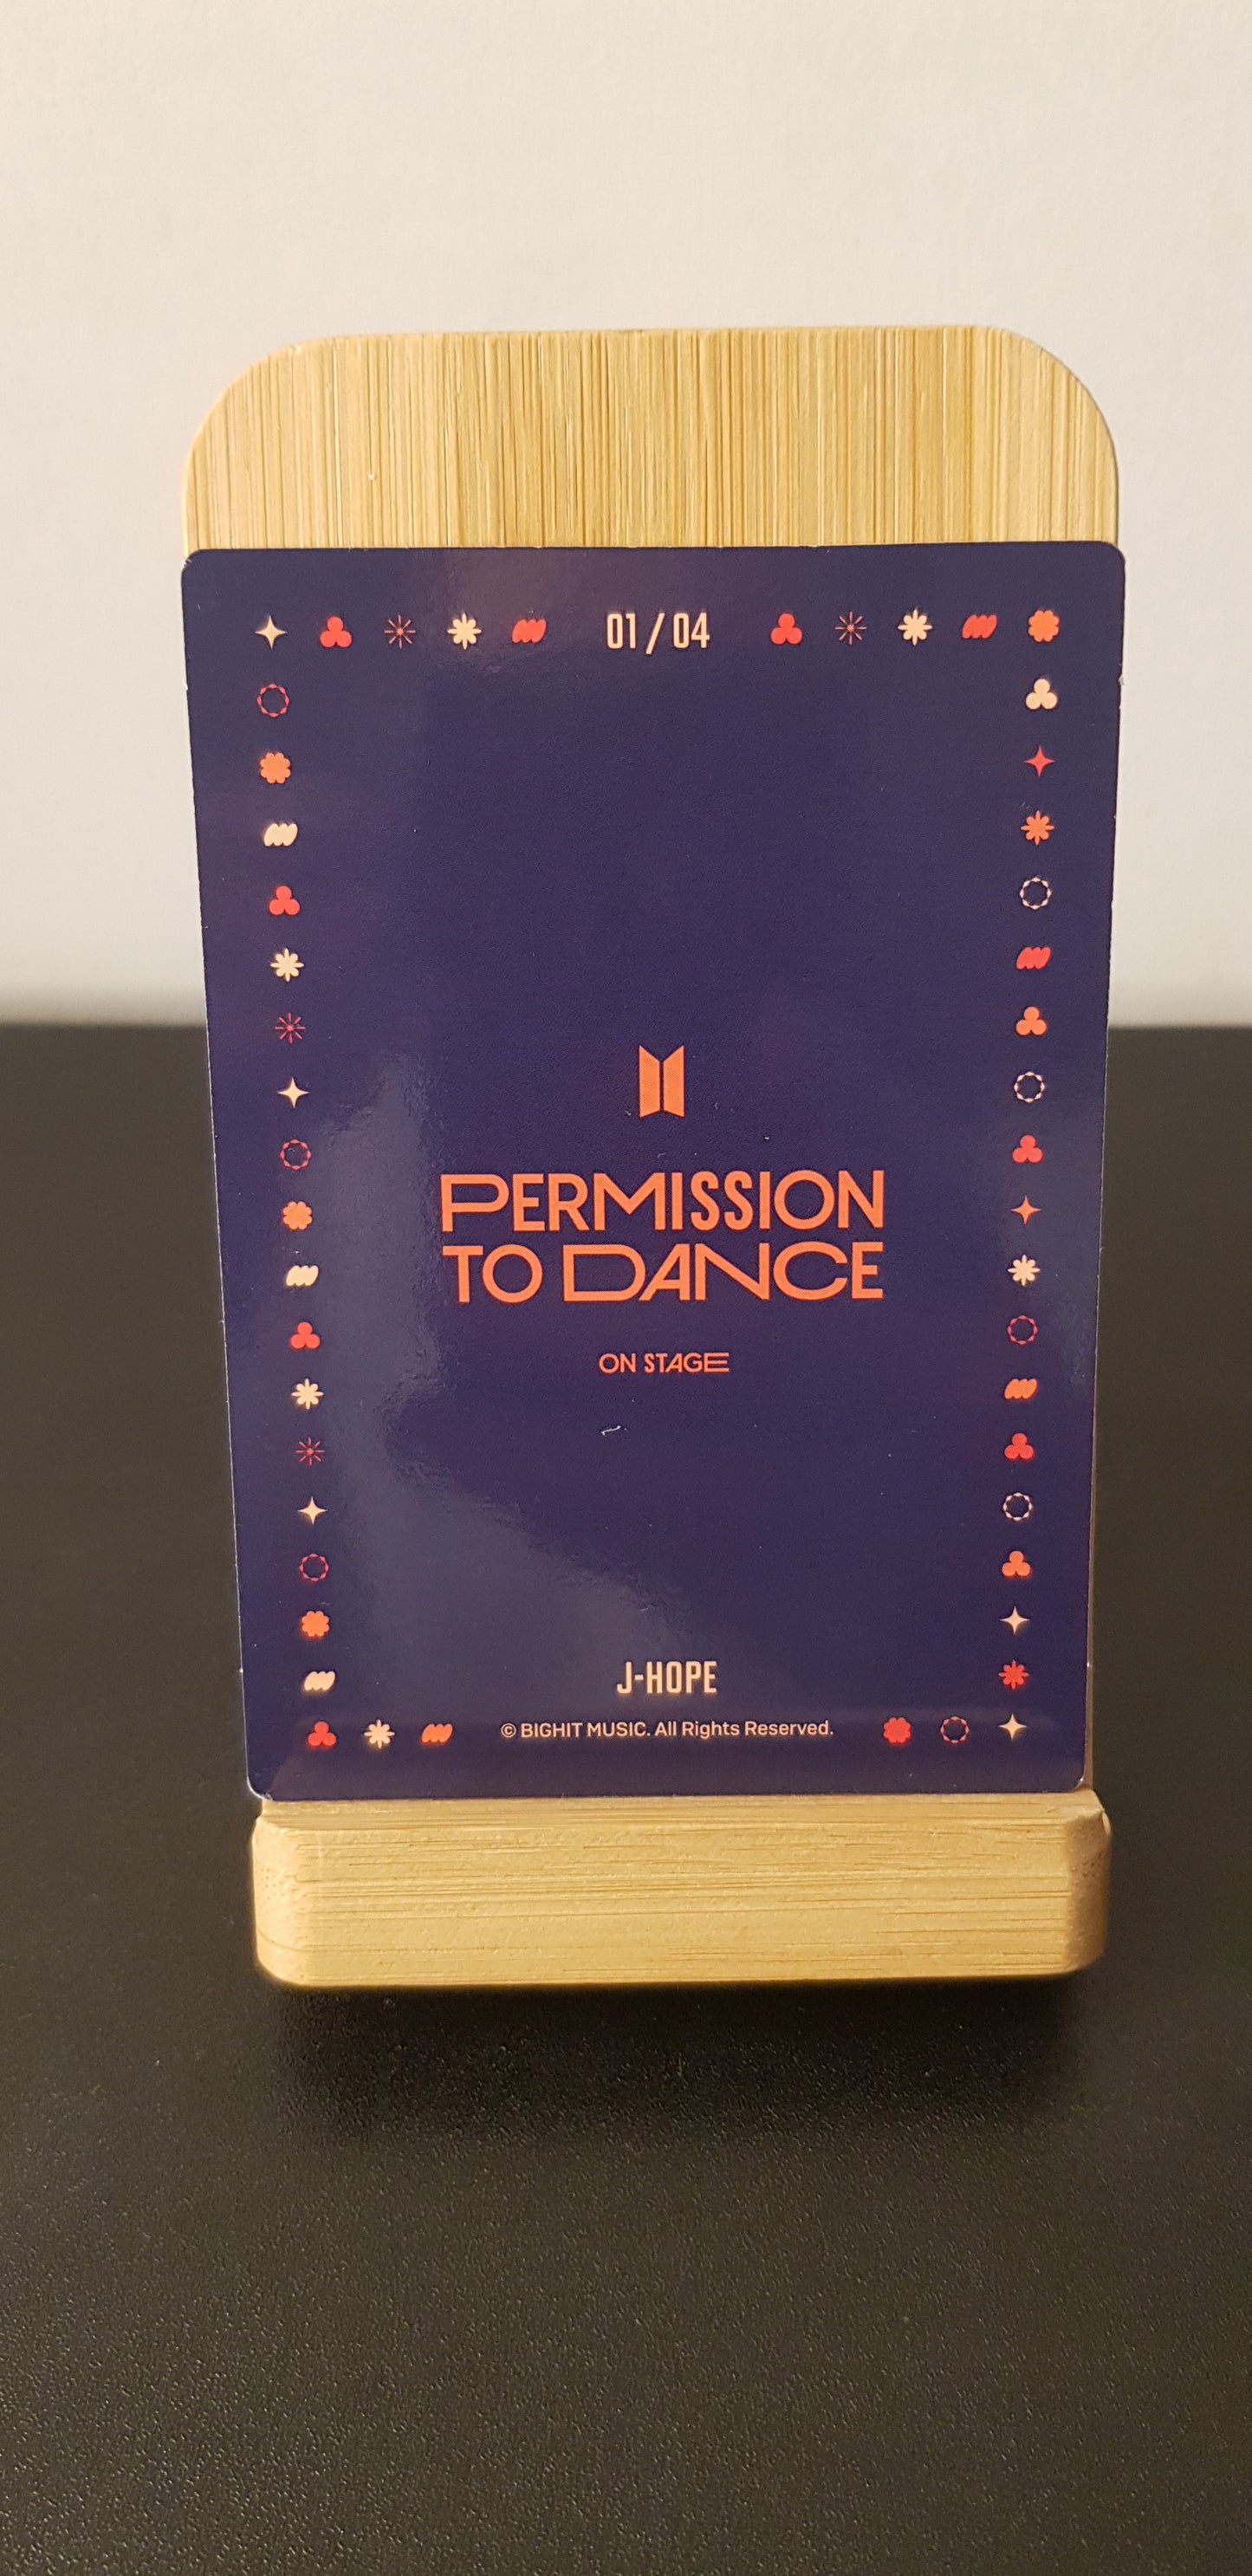 01/04
PERMISSION
TO DANCE
ON STAGE
J-HOPE
© BIGHIT MUSIC. All Rights Reserved.